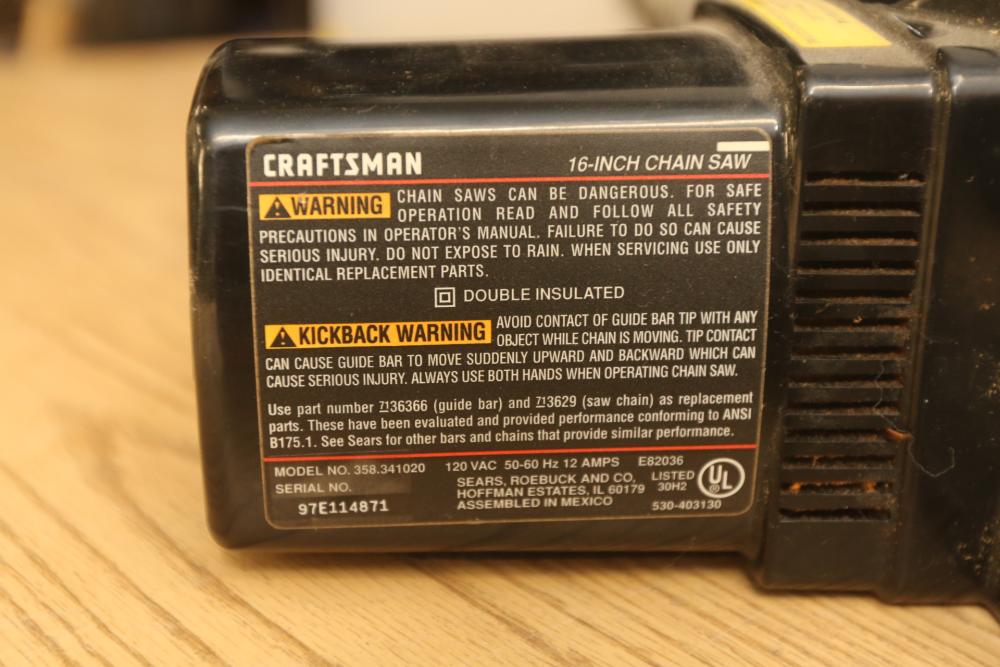 CRAFTSMAN 16-INCH CHAIN SAW
WARNING CHAIN SAWS CAN BE DANGEROUS. FOR SAFE
OPERATION READ AND FOLLOW ALL SAFETY
PRECAUTIONS IN OPERATOR'S MANUAL. FAILURE TO DO SO CAN CAUSE
SERIOUS INJURY. DO NOT EXPOSE TO RAIN. WHEN SERVICING USE ONLY
IDENTICAL REPLACEMENT PARTS.
DOUBLE INSULATED
KICKBACK WARNING AVOID CONTACT OF GUIDE BAR TIP WITH ANY
OBJECT WHILE CHAIN IS MOVING. TIP CONTACT
CAN CAUSE GUIDE BAR TO MOVE SUDDENLY UPWARD AND BACKWARD WHICH CAN
CAUSE SERIOUS INJURY. ALWAYS USE BOTH HANDS WHEN OPERATING CHAIN SAW.
Use part number 7136366 (guide bar) and 713629 (saw chain) as replacement
parts. These have been evaluated and provided performance conforming to ANSI
B175.1. See Sears for other bars and chains that provide similar performance.
MODEL NO. 358.341020 120 VAC 50-60 Hz 12 AMPS E82036
SERIAL NO. SEARS, ROEBUCK AND CO, LISTED
HOFFMAN ESTATES, IL 60179 30H2 UL
97E114871 ASSEMBLED IN MEXICO 530-403130